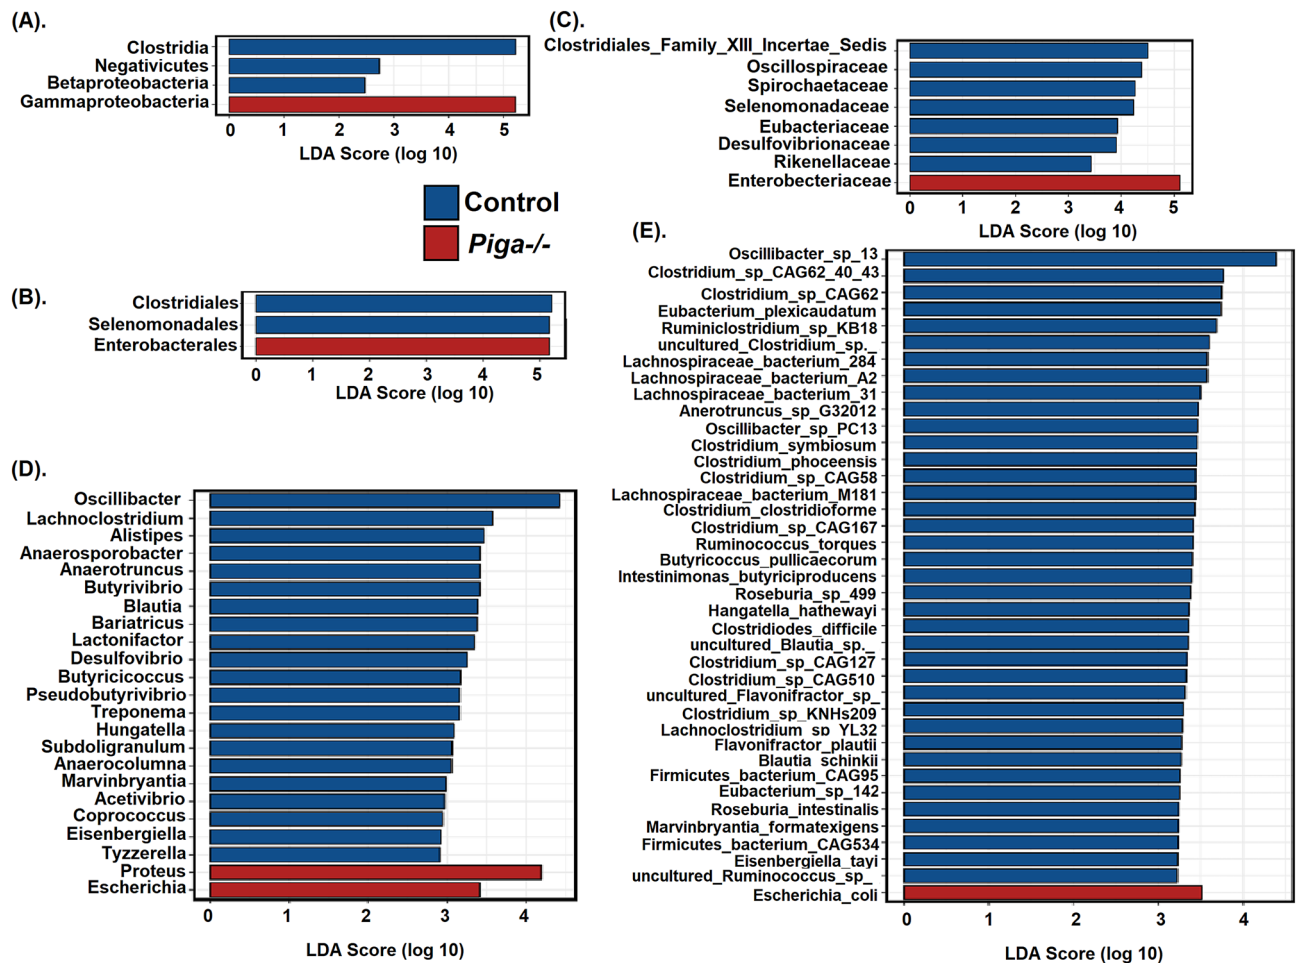 (A).
Clostridia
Negativicutes
Betaproteobacteria
Gammaproteobacteria
0 1 2 3 4 5
LDA Score (log 10)
Control
Piga-/-
(B).
Clostridiales
Selenomonadales
Enterobacterales
0 1 2 3 4 5
LDA Score (log 10)
(C).
Clostridiales_Family_XIII_Incertae_Sedis
Oscillospiraceae
Spirochaetaceae
Selenomonadaceae
Eubacteriaceae
Desulfovibrionaceae
Rikenellaceae
Enterobecteriaceae
0 1 2 3 4 5
LDA Score (log 10)
(D).
Oscillibacter
Lachnoclostridium
Alistipes
Anaerosporobacter
Anaerotruncus
Butyrivibrio
Blautia
Bariatricus
Lactonifactor
Desulfovibrio
Butyricicoccus
Pseudobutyrivibrio
Treponema
Hungatella
Subdoligranulum
Anaerocolumna
Marvinbryantia
Acetivibrio
Coprococcus
Eisenbergiella
Tyzzerella
Proteus
Escherichia
0 1 2 3 4
LDA Score (log 10)
(E).
Oscillibacter_sp_13
Clostridium_sp_CAG62_40_43
Clostridium_sp_CAG62
Eubacterium_plexicaudatum
Ruminiclostridium_sp_KB18
uncultured_Clostridium_sp._
Lachnospiraceae_bacterium_284
Lachnospiraceae_bacterium_A2
Lachnospiraceae_bacterium_31
Anerotruncus_sp_G32012
Oscillibacter_sp_PC13
Clostridium_symbiosum
Clostridium_phoceensis
Clostridium_sp_CAG58
Lachnospiraceae_bacterium_M181
Clostridium_clostridioforme
Clostridium_sp_CAG167
Ruminococcus_torques
Butyricoccus_pullicaecorum
Intestinimonas_butyriciproducens
Roseburia_sp_499
Hangatella_hathewayi
Clostridiodes_difficile
uncultured_Blautia_sp._
Clostridium_sp_CAG127
Clostridium_sp_CAG510
uncultured_Flavonifractor_sp_
Clostridium_sp_KNHs209
Lachnoclostridium_sp_YL32
Flavonifractor_plautii
Blautia_schinkii
Firmicutes_bacterium_CAG95
Eubacterium_sp_142
Roseburia_intestinalis
Marvinbryantia_formatexigens
Firmicutes_bacterium_CAG534
Eisenbergiella_tayi
uncultured_Ruminococcus_sp_
Escherichia_coli
0 1 2 3 4
LDA Score (log 10)